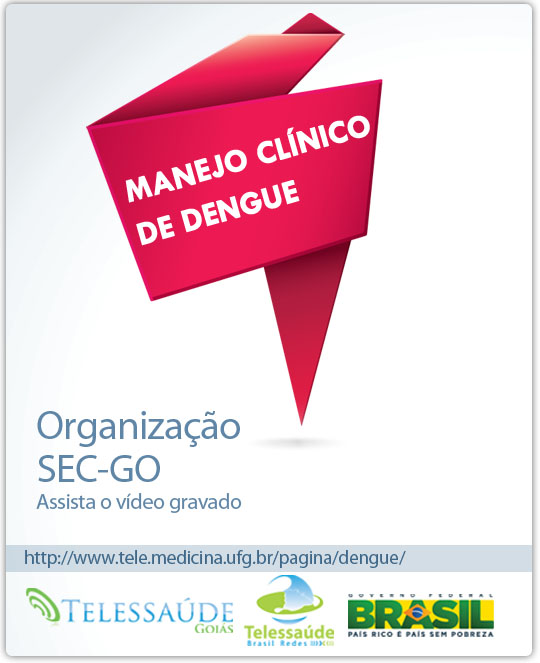 MANEJO CLÍNICO
DE DENGUE
Organização
SEC-GO
Assista o vídeo gravado
http://www.tele.medicina.ufg.br/pagina/dengue/
TELESSAÚDE
GOIÁS
Telessaúde
Brasil Redes
GOVERNO FEDERAL
BRASIL
PAÍS RICO É PAÍS SEM POBREZA